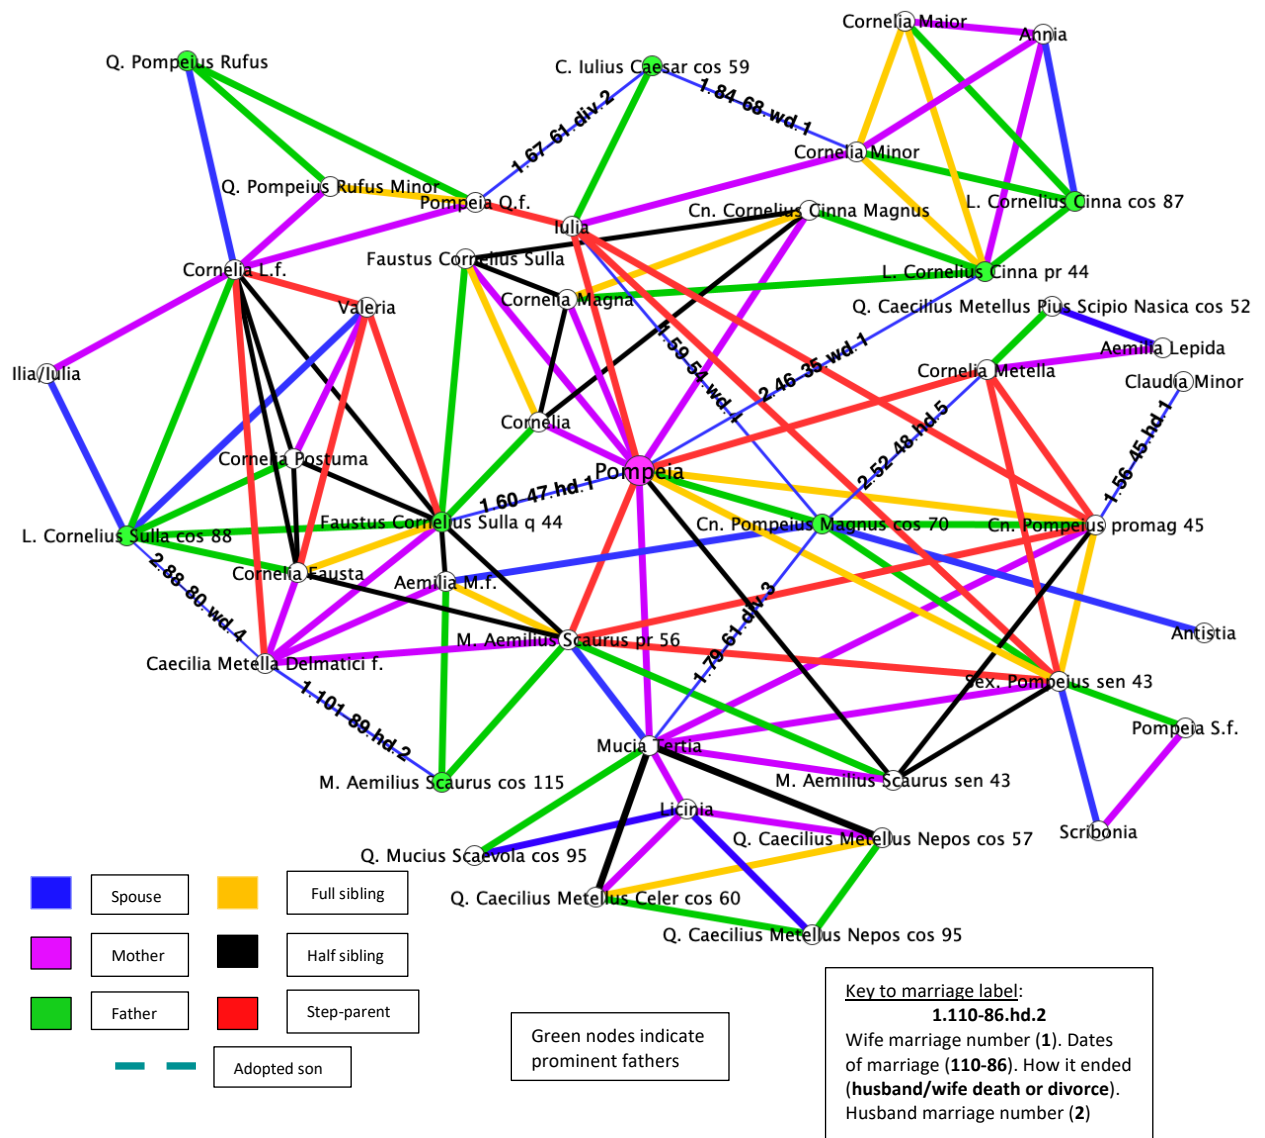 Cornelia Maior
Annia
Q. Pompeius Rufus
C. Iulius Caesar cos 59
1.84-68.wd.1
1.67-61.div.2
Cornelia Minor
Q. Pompeius Rufus Minor
Pompeia Q.f.
L. Cornelius Cinna cos 87
Cn. Cornelius Cinna Magnus
Iulia
Faustus Cornelius Sulla
Cornelia L.f.
L. Cornelius Cinna pr 44
Cornelia Magna
Valeria
Q. Caecilius Metellus Pius Scipio Nasica cos 52
Aemilia Lepida
1.59-54.wd.4
2.46-35.wd.1
Ilia/Iulia
Cornelia Metella
Claudia Minor
Cornelia
2.52-48.hd.5
1.56-45.hd.1
Cornelia Postuma
Pompeia
1.60-47.hd.1
L. Cornelius Sulla cos 88
Faustus Cornelius Sulla q 44
Cn. Pompeius Magnus cos 70
Cn. Pompeius promag 45
Cornelia Fausta
Aemilia M.f.
2.88-80.wd.4
1.79-61.div.3
M. Aemilius Scaurus pr 56
Antistia
Caecilia Metella Delmatici f.
Sex. Pompeius sen 43
1.101-89.hd.2
Pompeia S.f.
Mucia Tertia
M. Aemilius Scaurus cos 115
M. Aemilius Scaurus sen 43
Licinia
Scribonia
Q. Caecilius Metellus Nepos cos 57
Q. Mucius Scaevola cos 95
Q. Caecilius Metellus Celer cos 60
Q. Caecilius Metellus Nepos cos 95
Spouse
Full sibling
Mother
Half sibling
Father
Step-parent
Adopted son
Green nodes indicate
prominent fathers
Key to marriage label:
1.110-86.hd.2
Wife marriage number (1). Dates
of marriage (110-86). How it ended
(husband/wife death or divorce).
Husband marriage number (2)